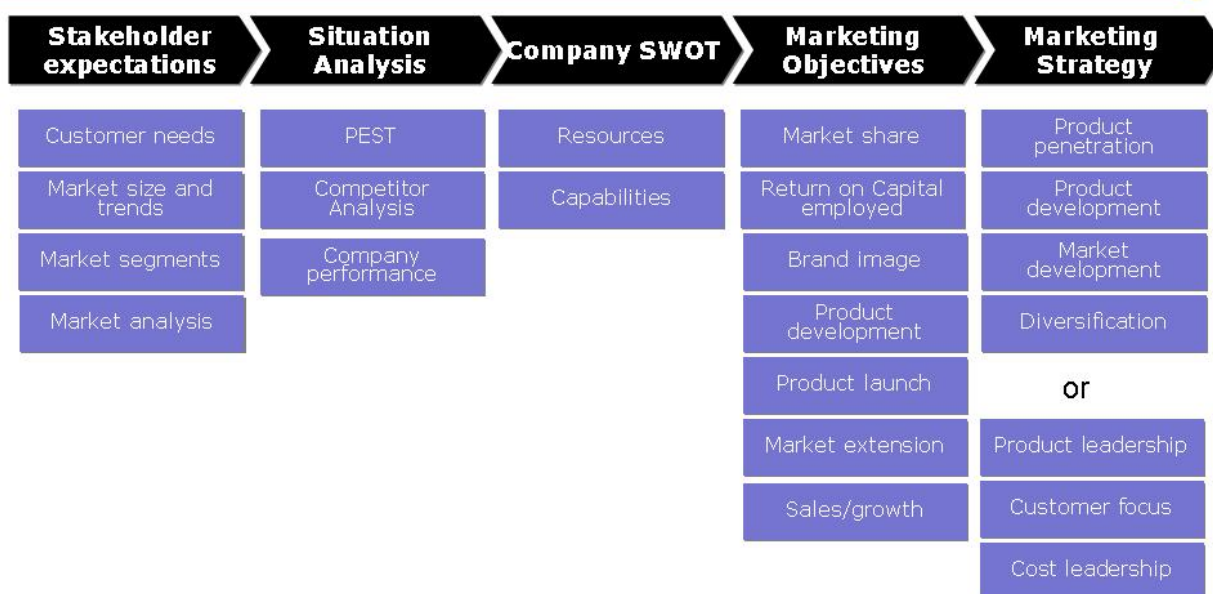 Stakeholder
expectations
Situation
Analysis
Company SWOT
Marketing
Objectives
Marketing
Strategy
Customer needs
Market size and
trends
Market segments
Market analysis
PEST
Competitor
Analysis
Company
performance
Resources
Capabilities
Market share
Return on Capital
employed
Brand image
Product
development
Product launch
Market extension
Sales/growth
Product
penetration
Product
development
Market
development
Diversification
or
Product leadership
Customer focus
Cost leadership